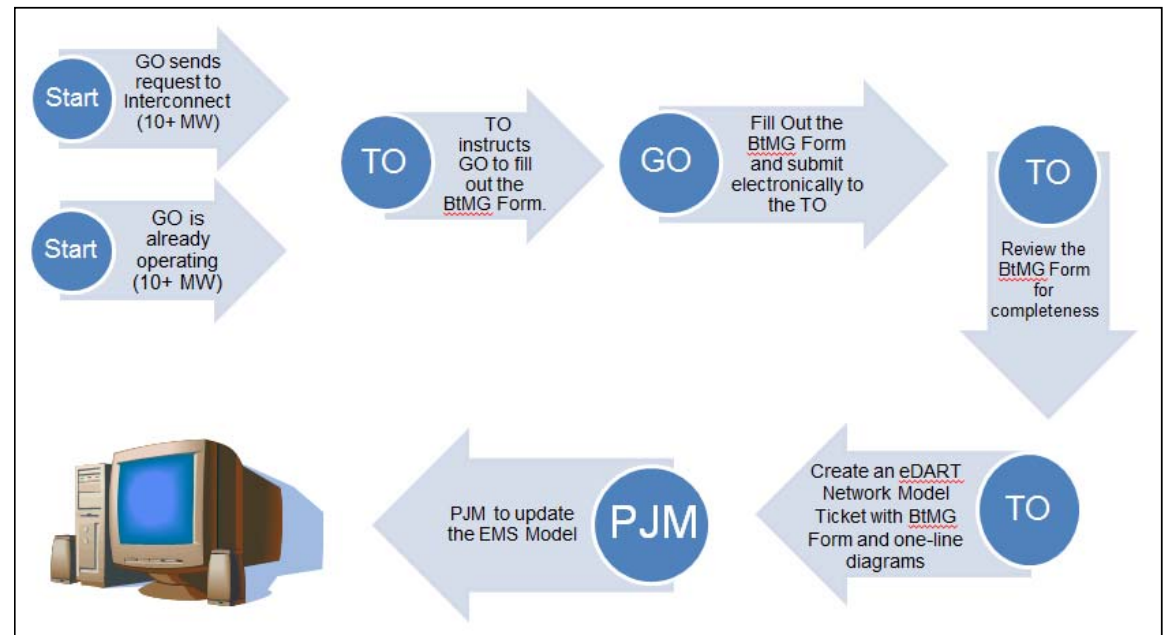 Start
GO sends
request to
Interconnect
(10+ MW)
Start
GO is
already
operating
(10+ MW)
TO
TO
instructs
GO to fill
out the
BtMG Form.
GO
Fill Out the
BtMG Form
and submit
electronically to
the TO
TO
Review the
BtMG Form
for
completeness
TO
Create an eDART
Network Model
Ticket with BtMG
Form and one-line
diagrams
PJM
PJM to update
the EMS Model